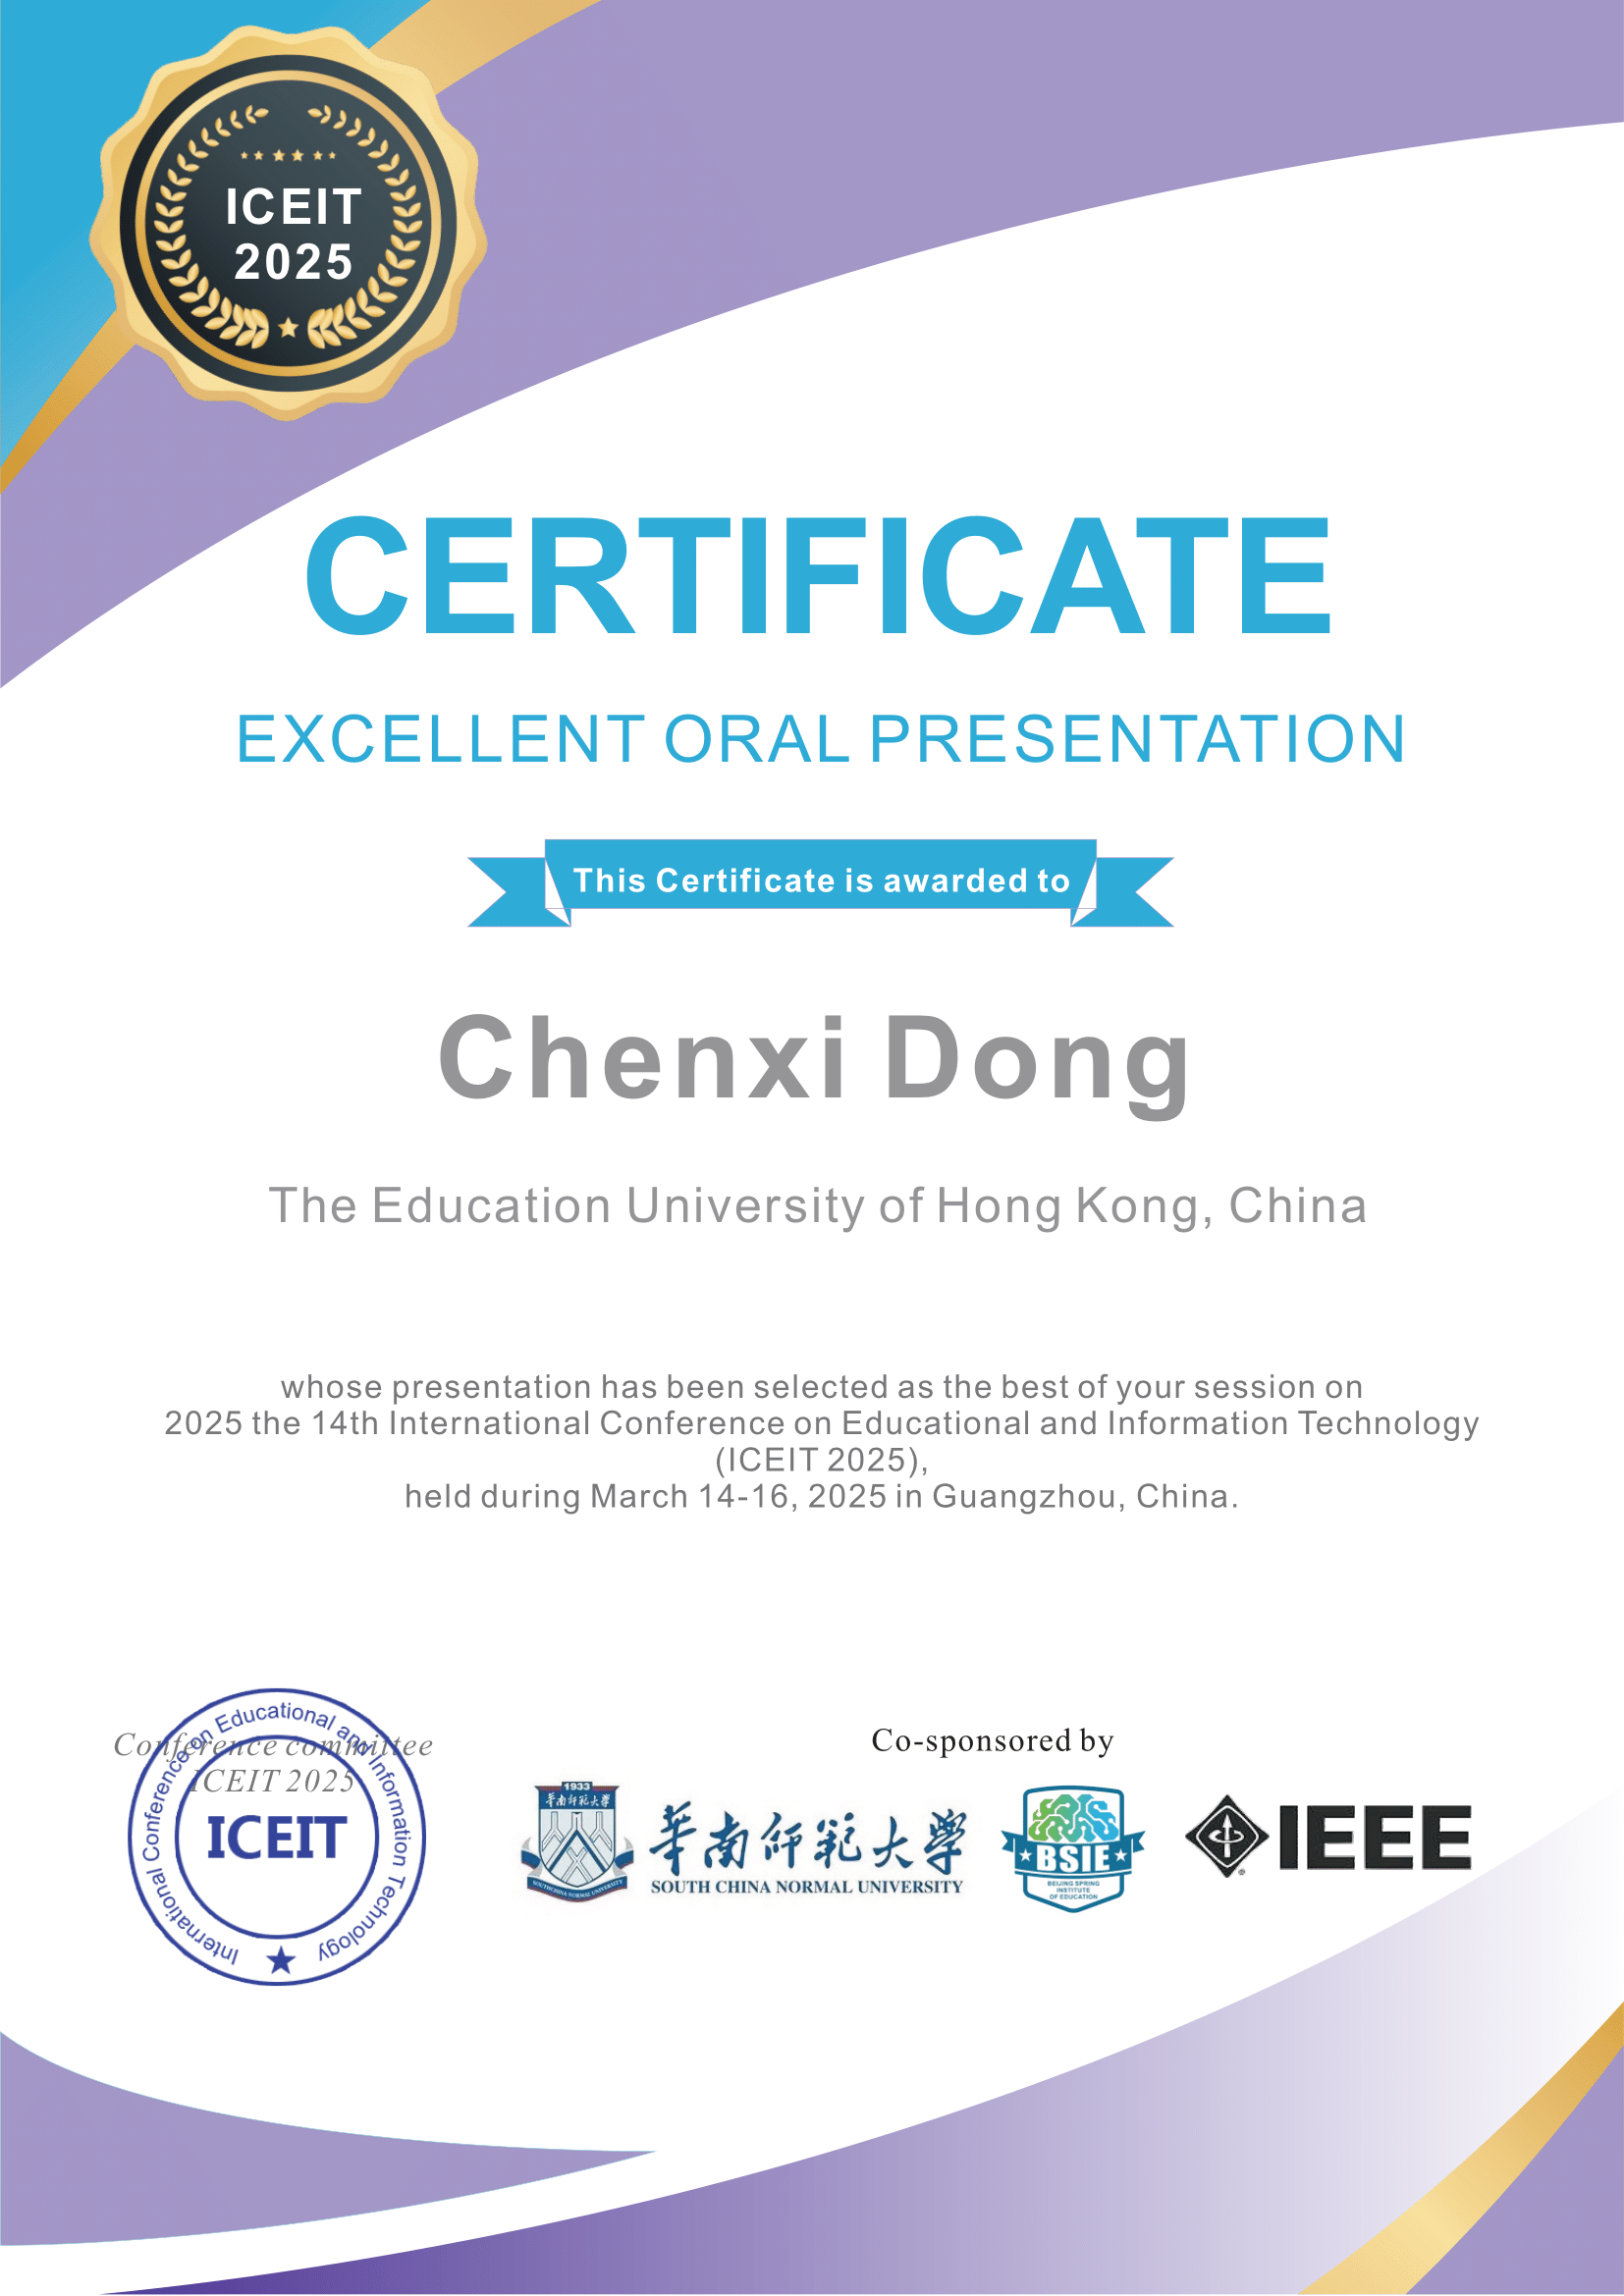 ICEIT
2025
CERTIFICATE
EXCELLENT ORAL PRESENTATION
This Certificate is awarded to
Chenxi Dong
The Education University of Hong Kong, China
whose presentation has been selected as the best of your session on
2025 the 14th International Conference on Educational and Information Technology
(ICEIT 2025),
held during March 14-16, 2025 in Guangzhou, China.
Conference committee
ICEIT 2025
International Conference on Educational and Information Technology
ICEIT
Co-sponsored by
1933
華南師範大學
SOUTH CHINA NORMAL UNIVERSITY
華南師範大學
SOUTH CHINA NORMAL UNIVERSITY
BSIE
BEIJING SPRING
INSTITUTE
OF EDUCATION
IEEE